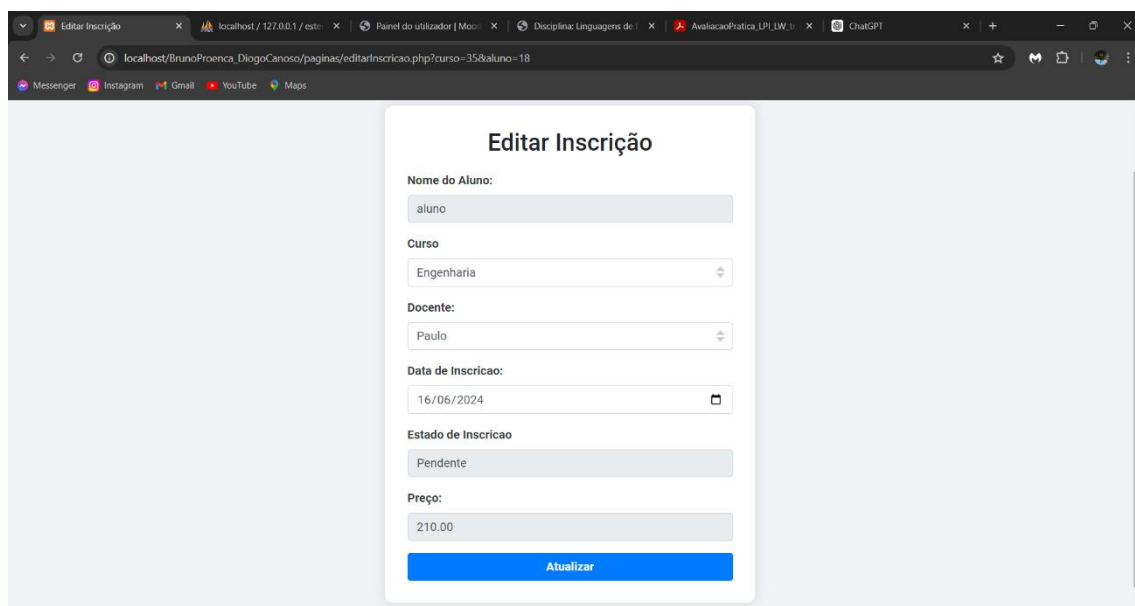 Editar Inscrição
localhost / 127.0.0.1 / este
Painel do utilizador | Moo
Disciplina: Linguagens de
AvaliacaoPratica_LPI_LW_tr
ChatGPT
localhost/BrunoProenca_DiogoCanoso/paginas/editarInscricao.php?curso=35&aluno=18
Messenger Instagram Gmail YouTube Maps
Editar Inscrição
Nome do Aluno:
aluno
Curso
Engenharia
Docente:
Paulo
Data de Inscricao:
16/06/2024
Estado de Inscricao
Pendente
Preço:
210.00
Atualizar